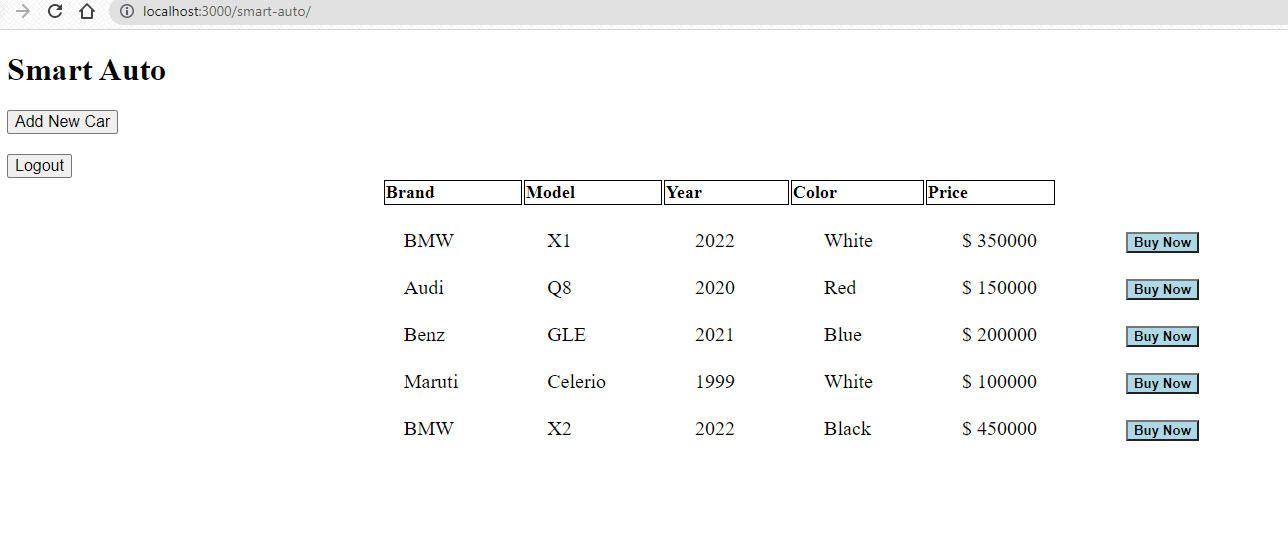 localhost:3000/smart-auto/
Smart Auto
Add New Car
Logout
Brand Model Year Color Price
BMW X1 2022 White $ 350000 Buy Now
Audi Q8 2020 Red $ 150000 Buy Now
Benz GLE 2021 Blue $ 200000 Buy Now
Maruti Celerio 1999 White $ 100000 Buy Now
BMW X2 2022 Black $ 450000 Buy Now